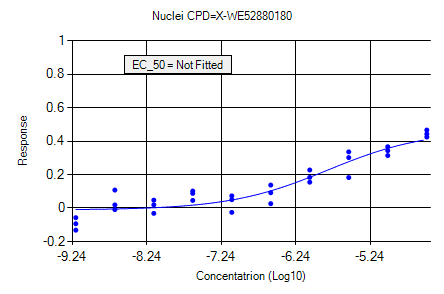 Nuclei CPD=X-WE52880180
1
0.8
EC_50 = Not Fitted
0.6
Response
0.4
0.2
0
-0.2
-9.24 -8.24 -7.24 -6.24 -5.24
Concentatrion (Log10)